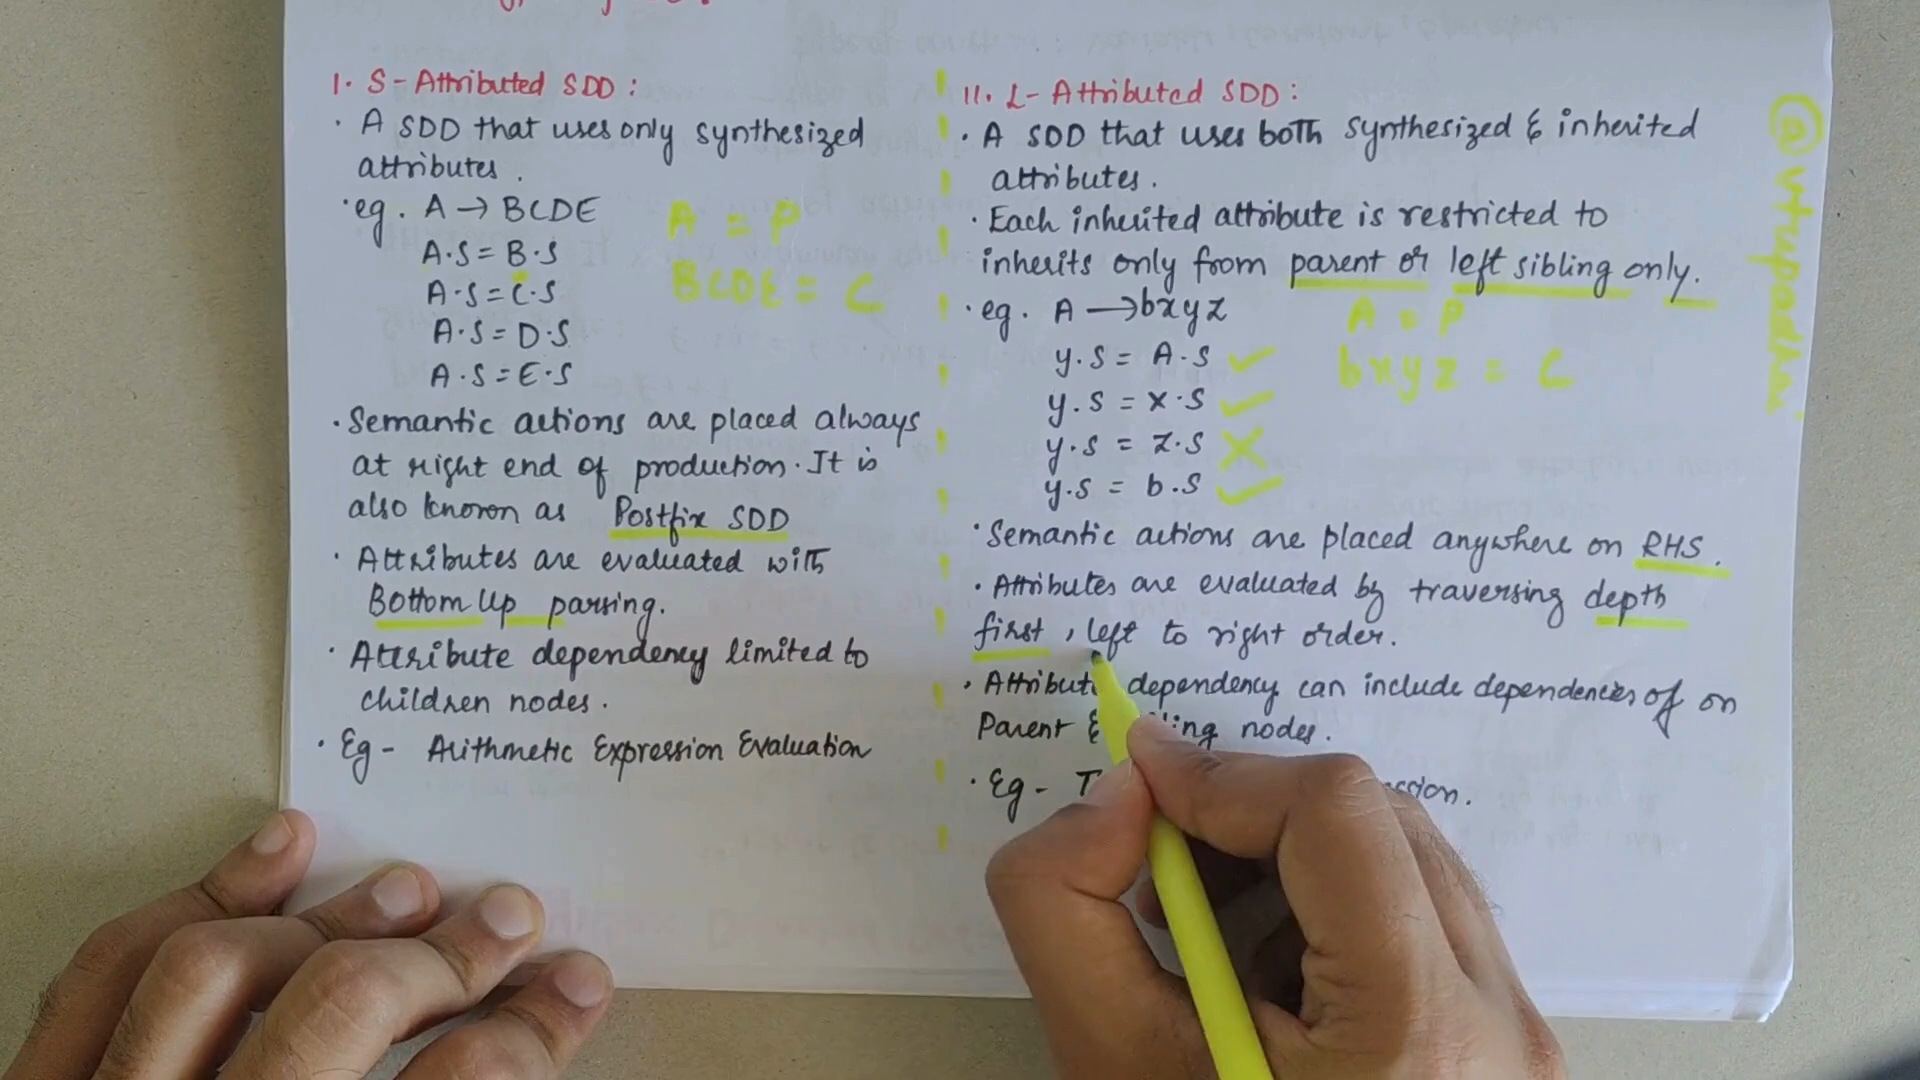 I. S-Attributed SDD:
· A SDD that uses only synthesized
attributes.
· eg. A → BCDE
A·S = B·S
A·S = C·S
A·S = D·S
A·S = E·S
A = P
BCDE = C
· Semantic actions are placed always
at right end of production. It is
also known as Postfix SDD
· Attributes are evaluated with
Bottom Up parsing.
· Attribute dependency limited to
children nodes.
· Eg - Arithmetic Expression Evaluation
II. L-Attributed SDD:
· A SDD that uses both synthesized & inherited
attributes.
· Each inherited attribute is restricted to
inherits only from parent or left sibling only.
· eg. A → bxyz
y.S = A.S ✓
y.S = x.S ✓
y.S = z.S ✗
y.S = b.S ✓
A = P
bxyz = C
· Semantic actions are placed anywhere on RHS.
· Attributes are evaluated by traversing depth
first, left to right order.
· dependency can include dependencies of on
Parent & nodes.
· Eg -
@vtupadhai